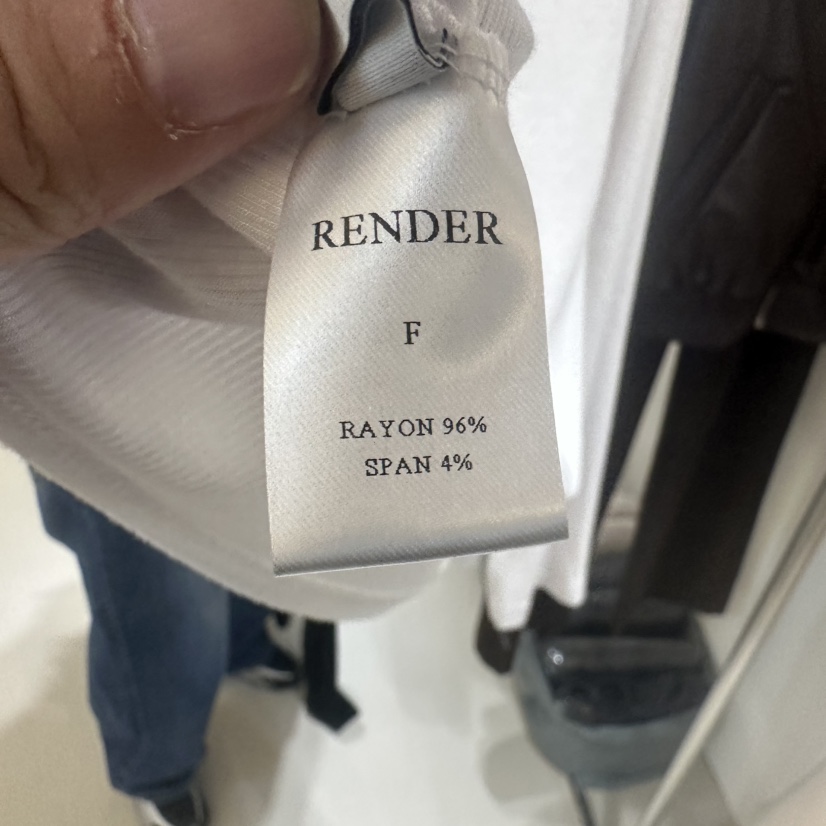 RENDER
F
RAYON 96%
SPAN 4%